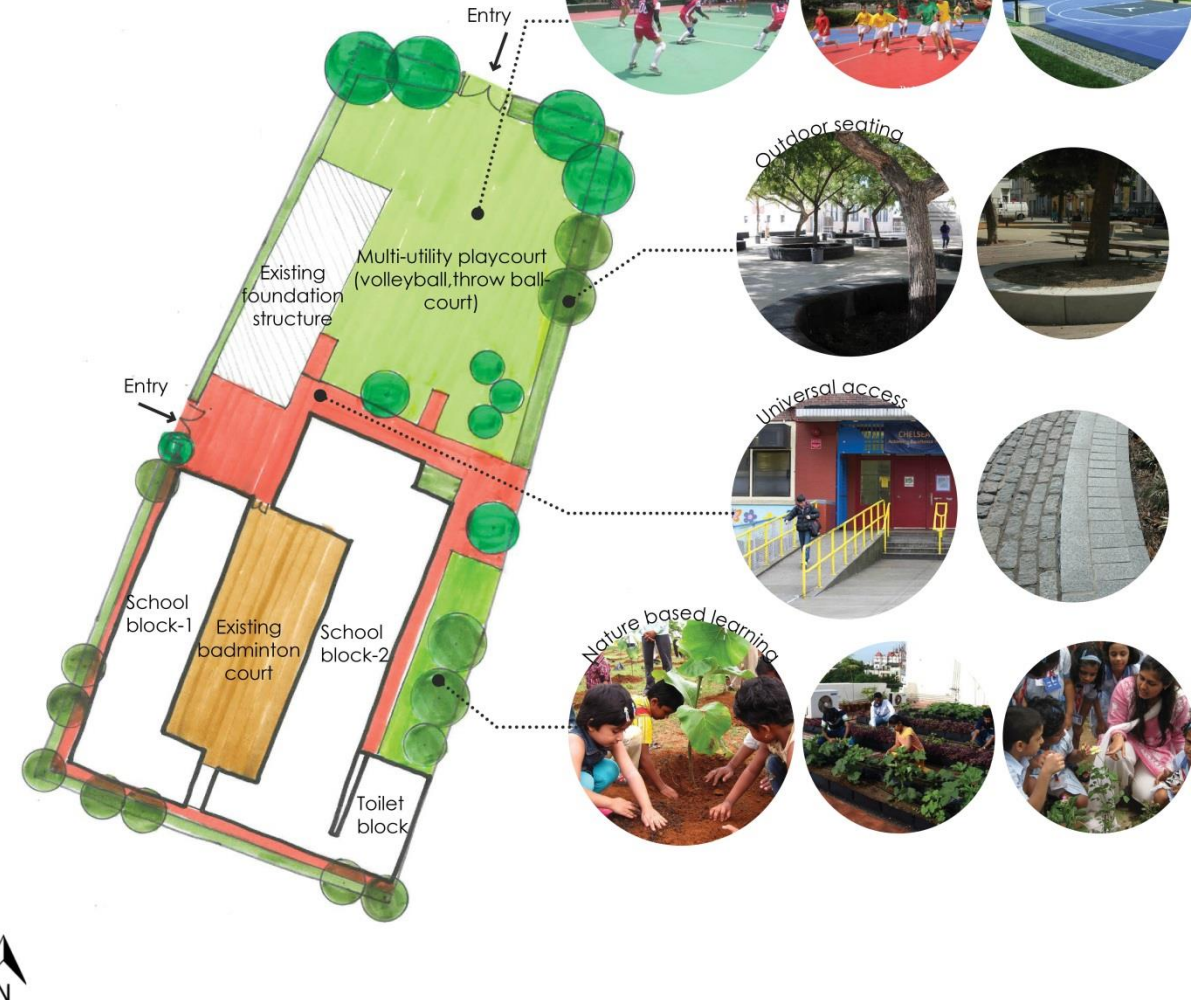 Entry
Outdoor seating
Existing
foundation
structure
Multi-utility playcourt
(volleyball,throw ball-
court)
Entry
Universal access
CHELSEA
School
block-1
Existing
badminton
court
School
block-2
Nature based learning
Toilet
block
N